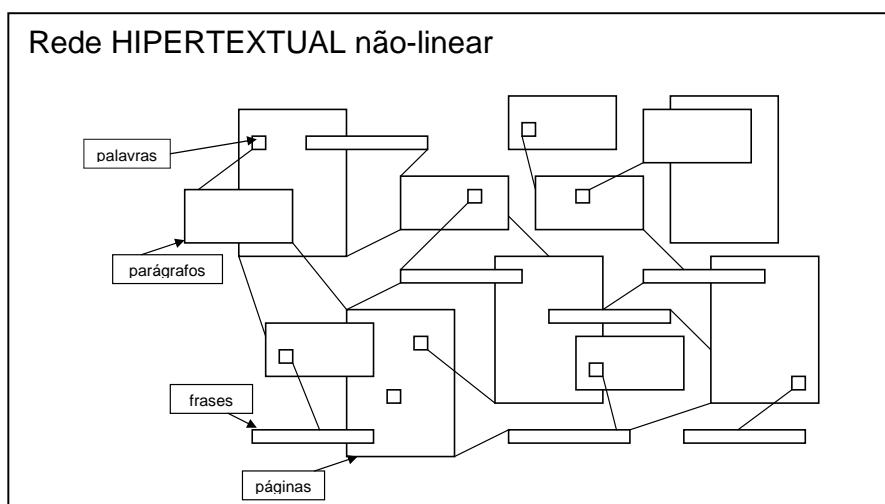 Rede HIPERTEXTUAL não-linear
palavras
parágrafos
frases
páginas